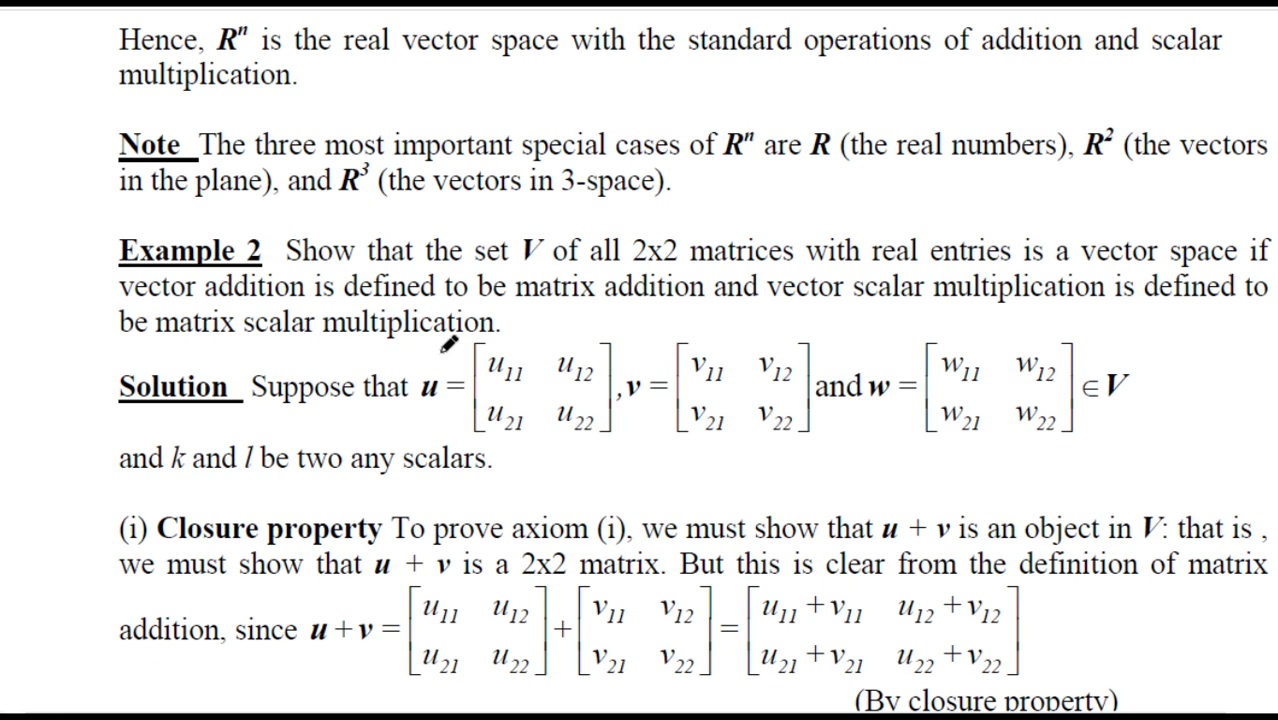 Hence, Rⁿ is the real vector space with the standard operations of addition and scalar
multiplication.
Note The three most important special cases of Rⁿ are R (the real numbers), R² (the vectors
in the plane), and R³ (the vectors in 3-space).
Example 2 Show that the set V of all 2x2 matrices with real entries is a vector space if
vector addition is defined to be matrix addition and vector scalar multiplication is defined to
be matrix scalar multiplication.
Solution Suppose that u = [u₁₁ u₁₂; u₂₁ u₂₂], v = [v₁₁ v₁₂; v₂₁ v₂₂] and w = [w₁₁ w₁₂; w₂₁ w₂₂] ∈ V
and k and l be two any scalars.
(i) Closure property To prove axiom (i), we must show that u + v is an object in V: that is ,
we must show that u + v is a 2x2 matrix. But this is clear from the definition of matrix
addition, since u + v = [u₁₁ u₁₂; u₂₁ u₂₂] + [v₁₁ v₁₂; v₂₁ v₂₂] = [u₁₁ + v₁₁ u₁₂ + v₁₂; u₂₁ + v₂₁ u₂₂ + v₂₂]
(By closure property)